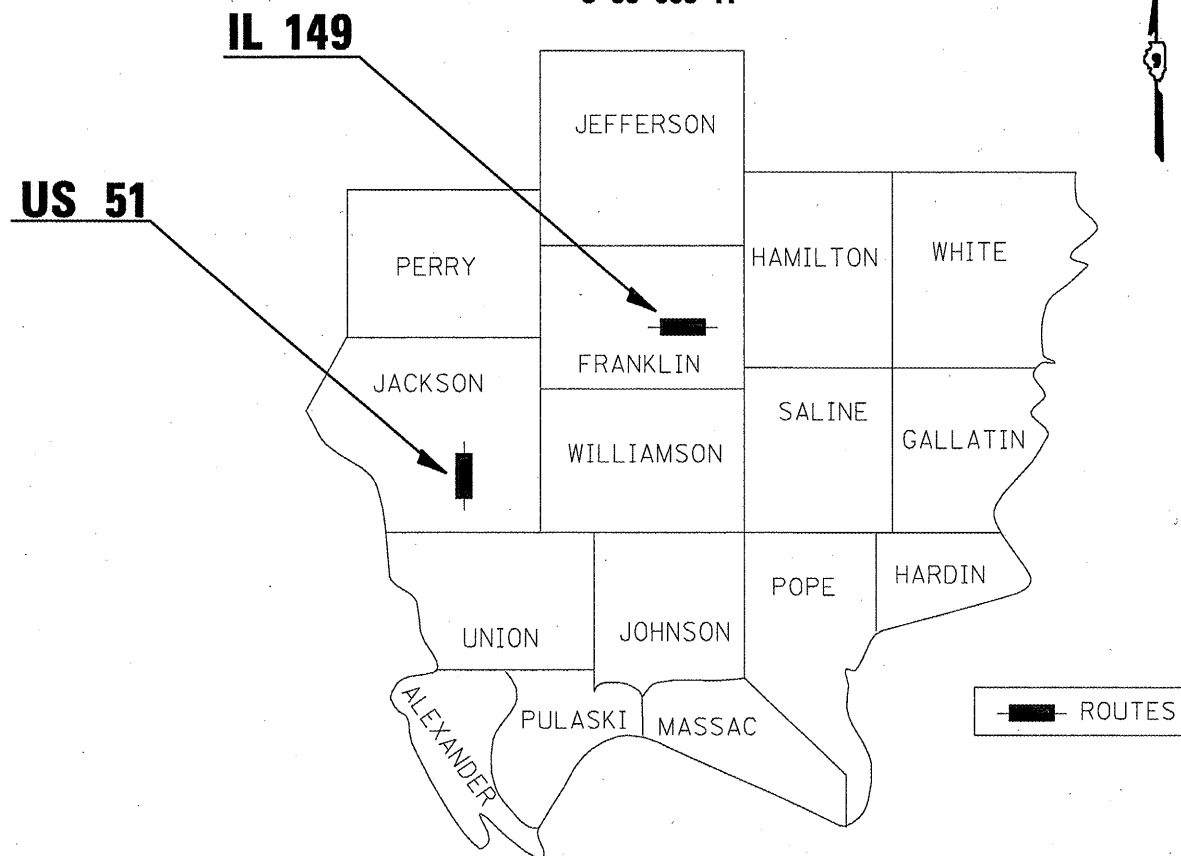 IL 149
US 51
JEFFERSON
PERRY
HAMILTON
WHITE
FRANKLIN
JACKSON
SALINE
GALLATIN
WILLIAMSON
POPE
HARDIN
UNION
JOHNSON
ALEXANDER
PULASKI
MASSAC
ROUTES